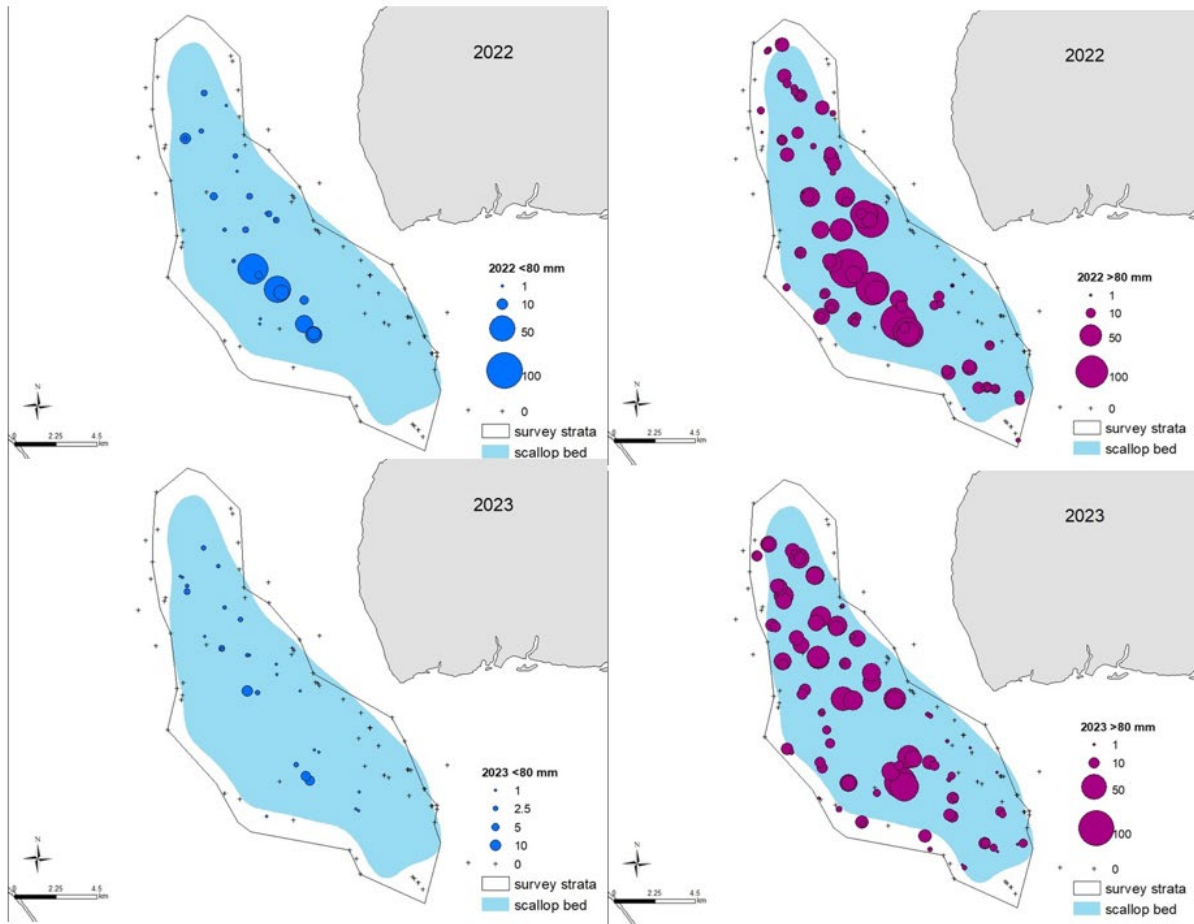 2022
2022 <80 mm
1
10
50
100
0
survey strata
scallop bed
N
0 2.25 4.5
km
2022
2022 >80 mm
1
10
50
100
0
survey strata
scallop bed
N
0 2.25 4.5
km
2023
2023 <80 mm
1
2.5
5
10
0
survey strata
scallop bed
N
0 2.25 4.5
km
2023
2023 >80 mm
1
10
50
100
0
survey strata
scallop bed
N
0 2.25 4.5
km